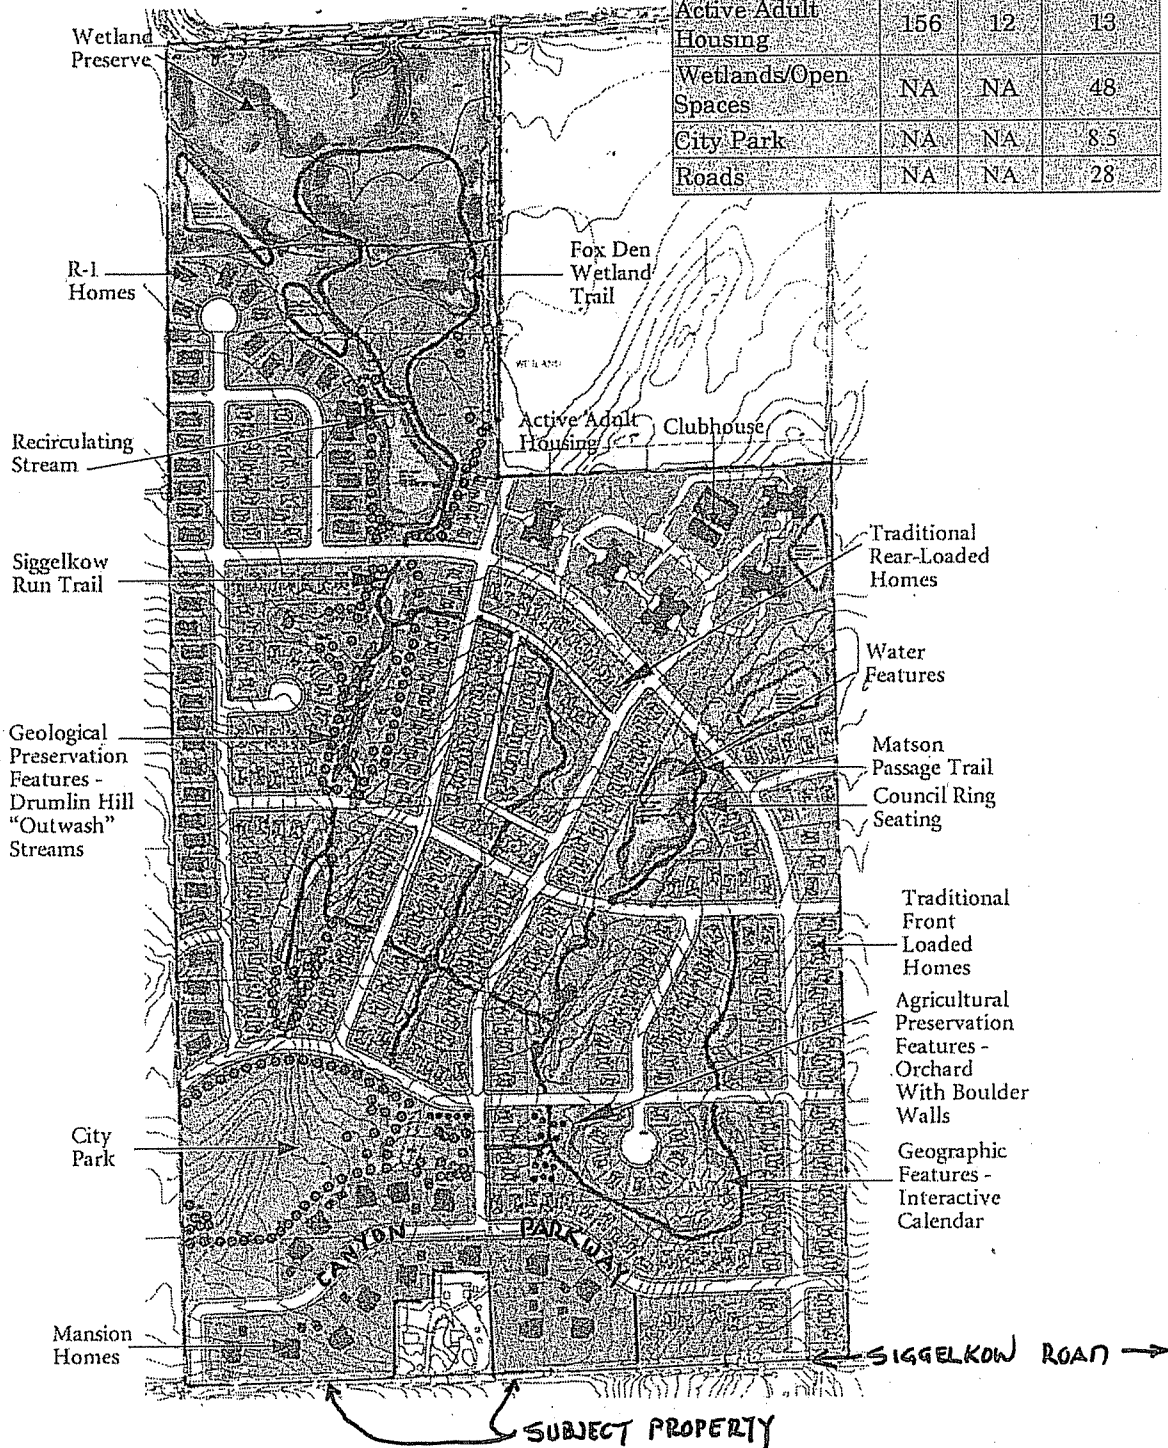 Active Adult
Housing
156
12
13
Wetlands/Open
Spaces
NA
NA
48
City Park
NA
NA
8.5
Roads
NA
NA
28
Wetland
Preserve
R-1
Homes
Fox Den
Wetland
Trail
WETLAND
Active Adult
Housing
Clubhouse
Recirculating
Stream
Traditional
Rear-Loaded
Homes
Siggelkow
Run Trail
Water
Features
Geological
Preservation
Features -
Drumlin Hill
"Outwash"
Streams
Matson
Passage Trail
Council Ring
Seating
Traditional
Front
Loaded
Homes
Agricultural
Preservation
Features -
Orchard
With Boulder
Walls
City
Park
Geographic
Features -
Interactive
Calendar
CANYON PARKWAY
Mansion
Homes
SIGGELKOW ROAD
SUBJECT PROPERTY